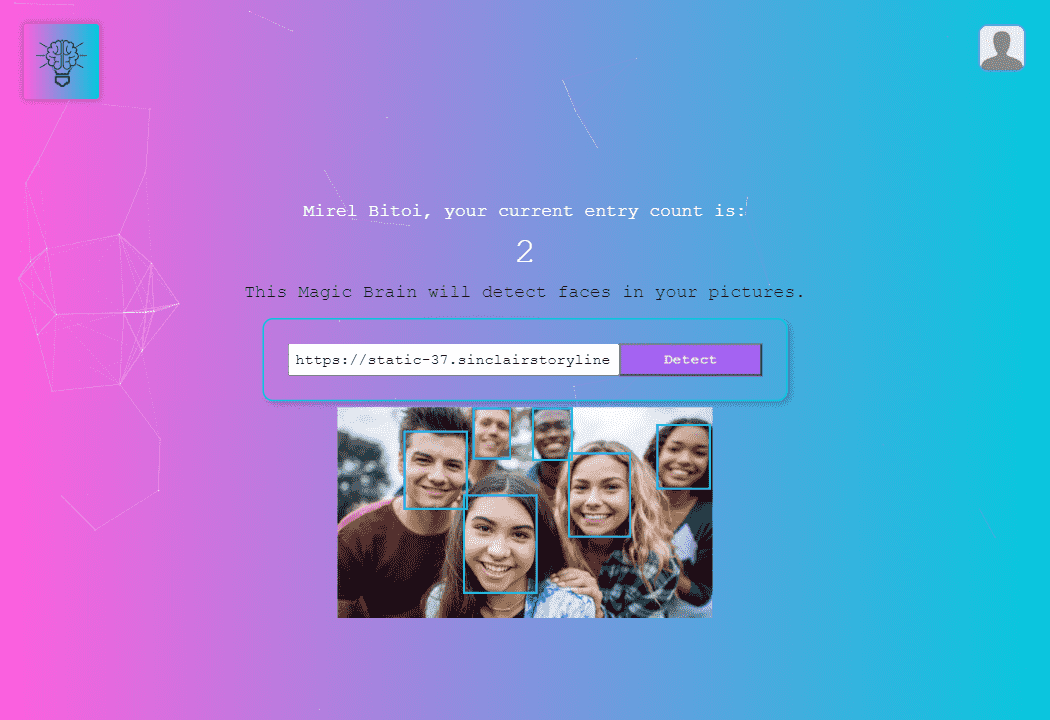 Mirel Bitoi, your current entry count is:
2
This Magic Brain will detect faces in your pictures.
https://static-37.sinclairstoryline
Detect